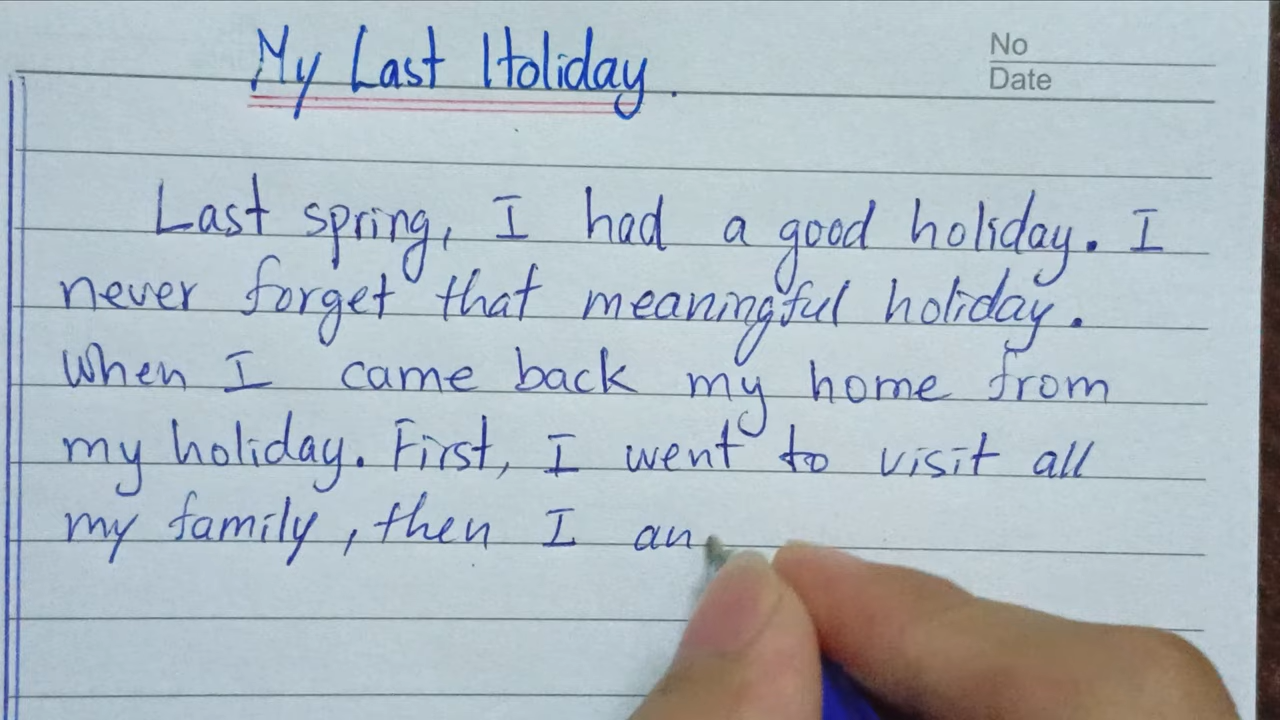 My Last Holiday.
No
Date
Last spring, I had a good holiday. I
never forget that meaningful holiday.
When I came back my home from
my holiday. First, I went to visit all
my family, then I an